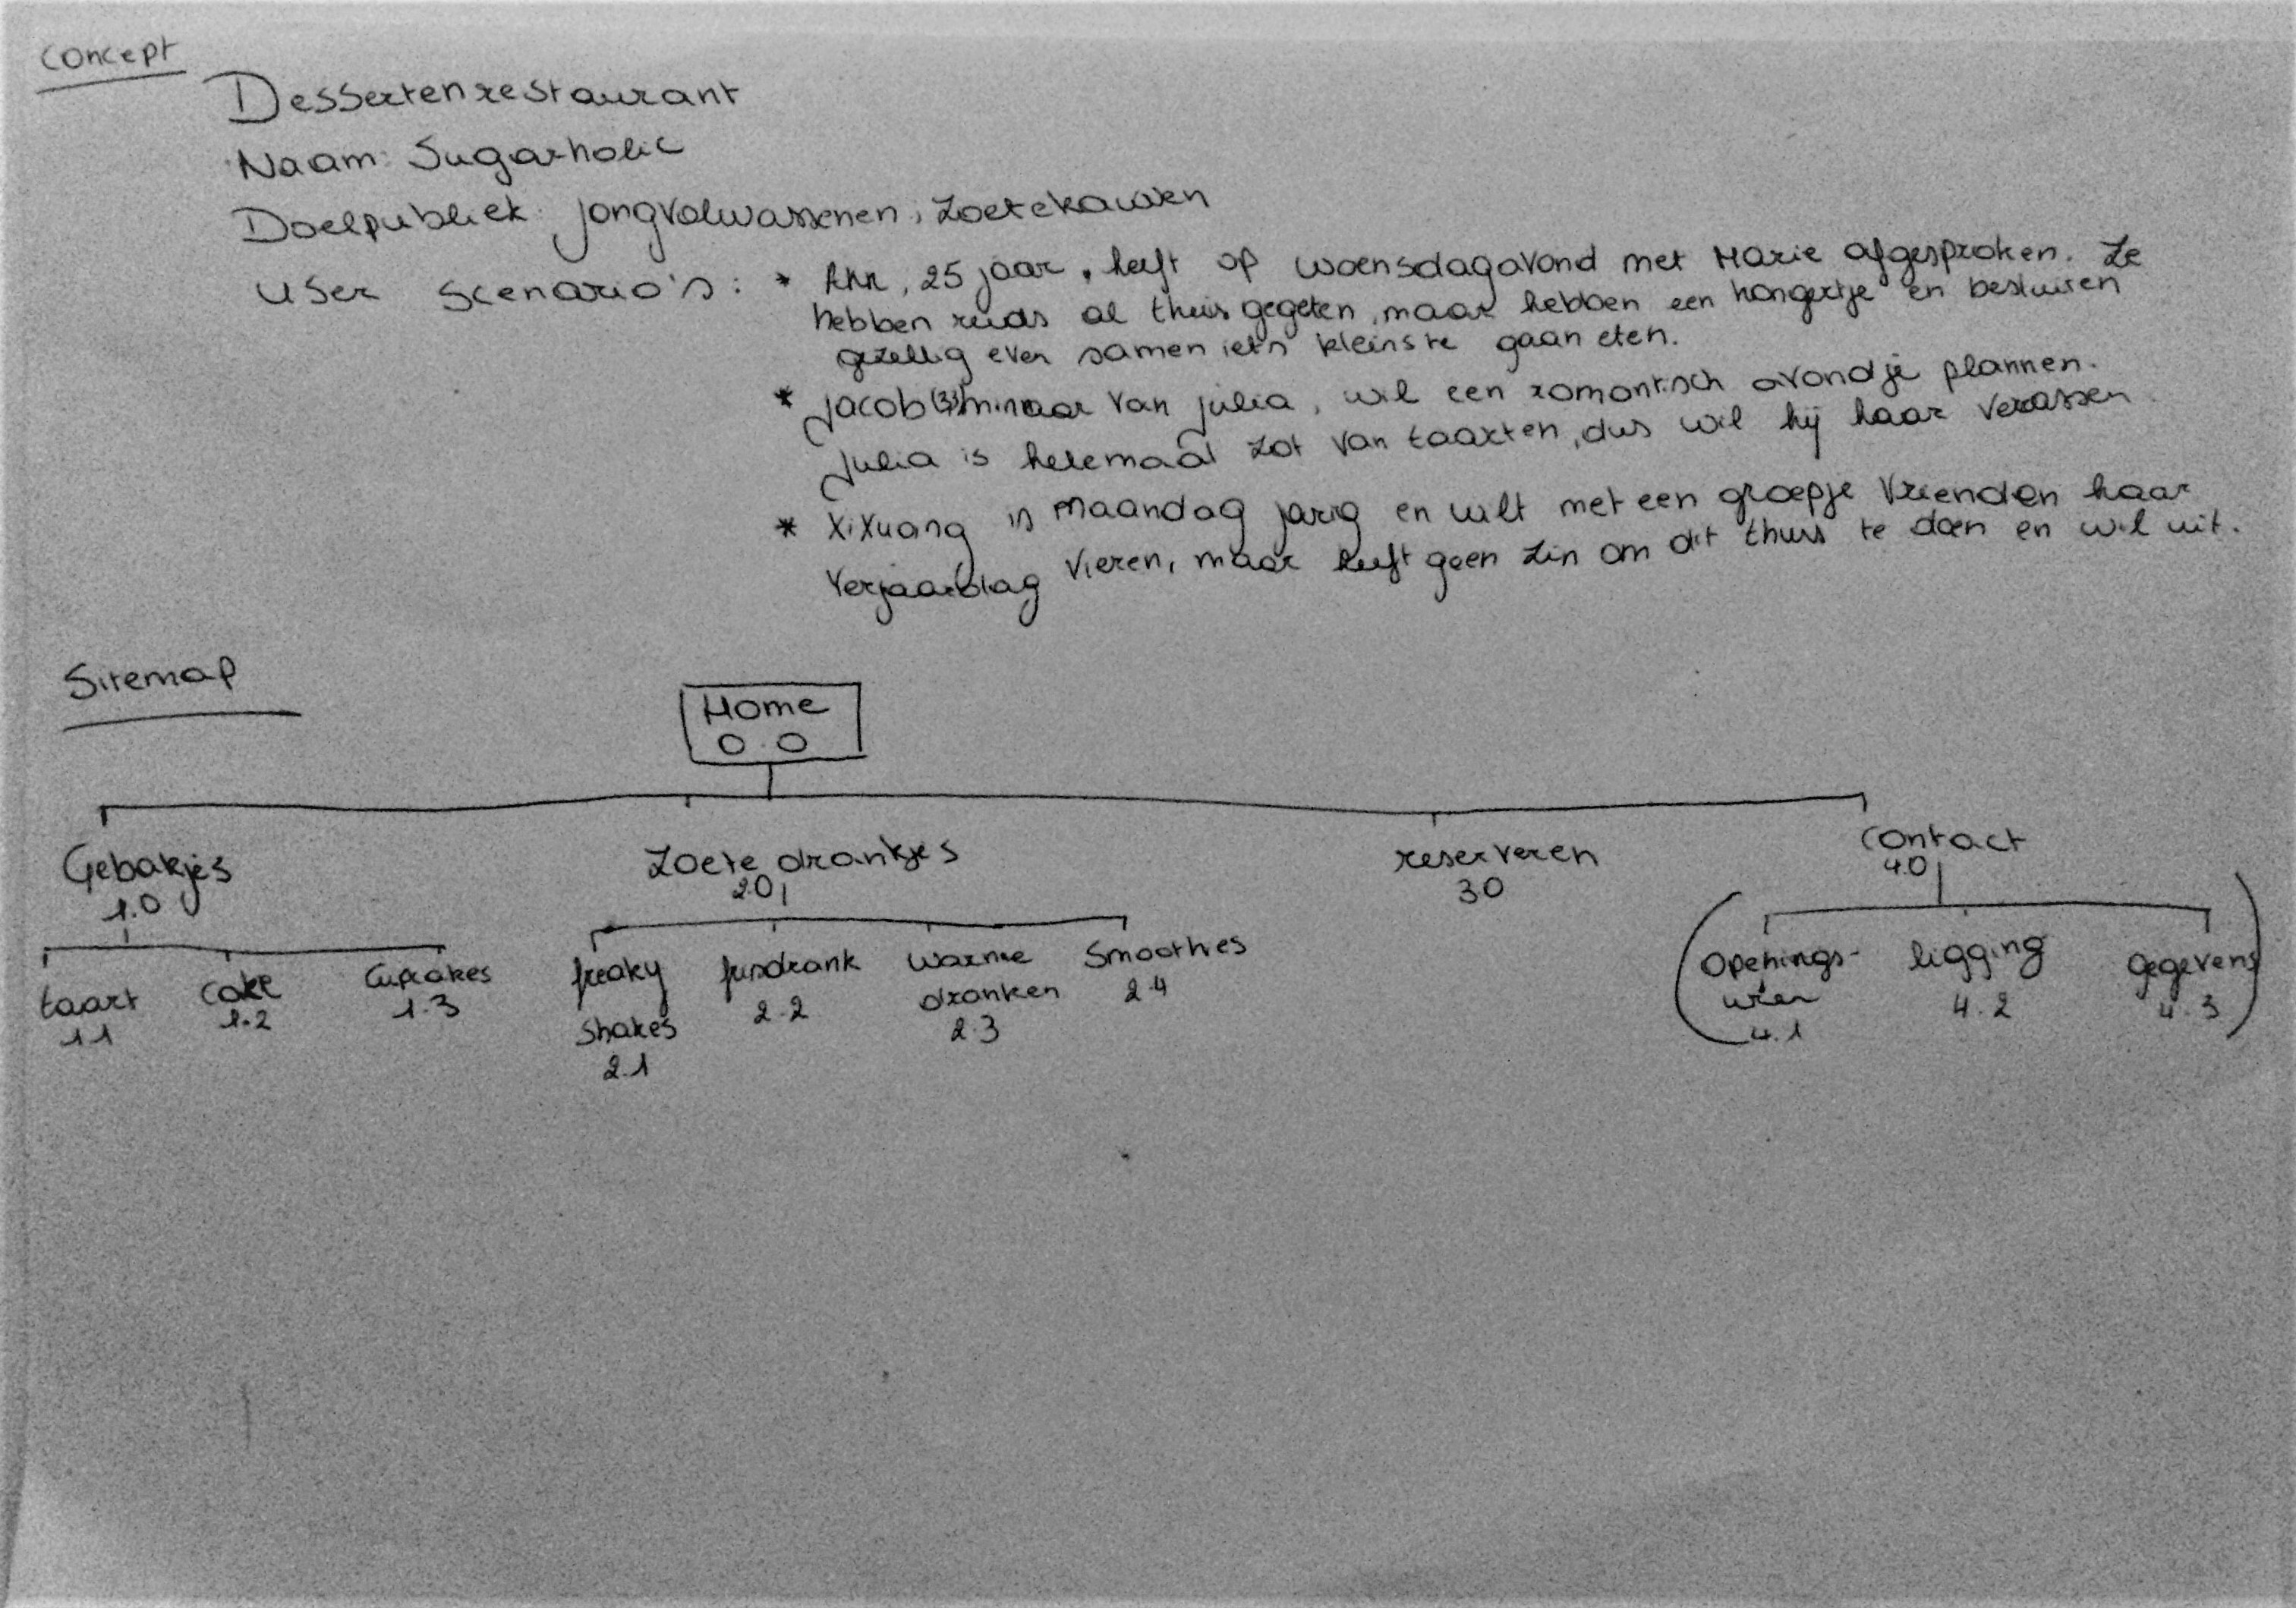 Concept
Dessertenrestaurant
Naam: Sugarholic
Doelpubliek: jongvolwassenen, zoetekauwen
User scenario's: * Ann, 25 jaar, heeft op woensdagavond met Marie afgesproken. Ze
hebben reeds al thuis gegeten, maar hebben een hongertje en besluiten
gezellig even samen iets kleins te gaan eten.
* Jacob (33) minnaar van Julia, wil een romantisch avondje plannen.
Julia is helemaal zot van taarten, dus wil hij haar verassen.
* XiXuang is maandag jarig en wilt met een groepje vrienden haar
verjaardag vieren, maar heeft geen zin om dit thuis te doen en wil uit.
Sitemap
Home
0.0
Gebakjes
1.0
taart
1.1
cake
1.2
Cupcakes
1.3
Zoete drankjes
2.0
freaky
shakes
2.1
frisdrank
2.2
warme
dranken
2.3
Smoothies
2.4
reserveren
3.0
Contact
4.0
Openings-
uren
4.1
ligging
4.2
gegevens
4.3